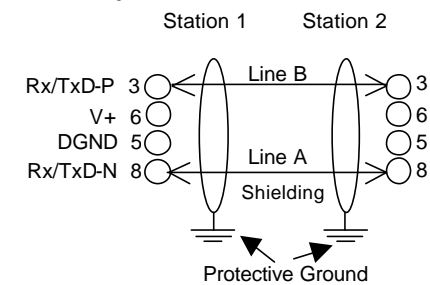 Station 1 Station 2
Rx/TxD-P 3 Line B 3
V+ 6 6
DGND 5 5
Rx/TxD-N 8 Line A 8
Shielding
Protective Ground